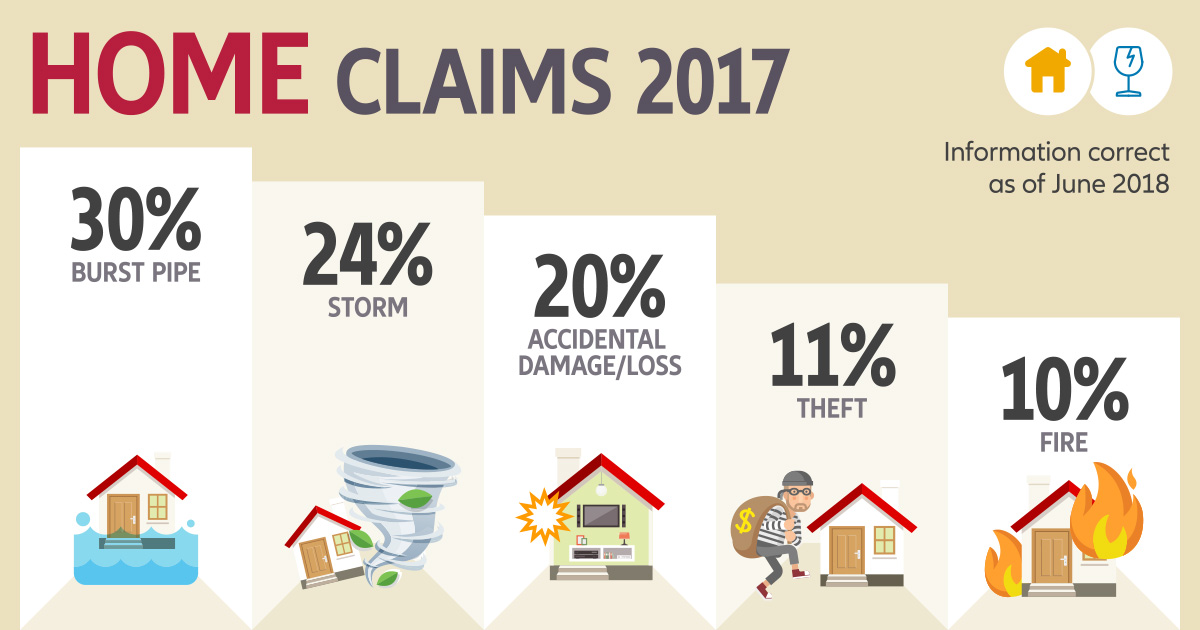 HOME CLAIMS 2017
Information correct
as of June 2018
30%
BURST PIPE
24%
STORM
20%
ACCIDENTAL
DAMAGE/LOSS
11%
THEFT
10%
FIRE
$